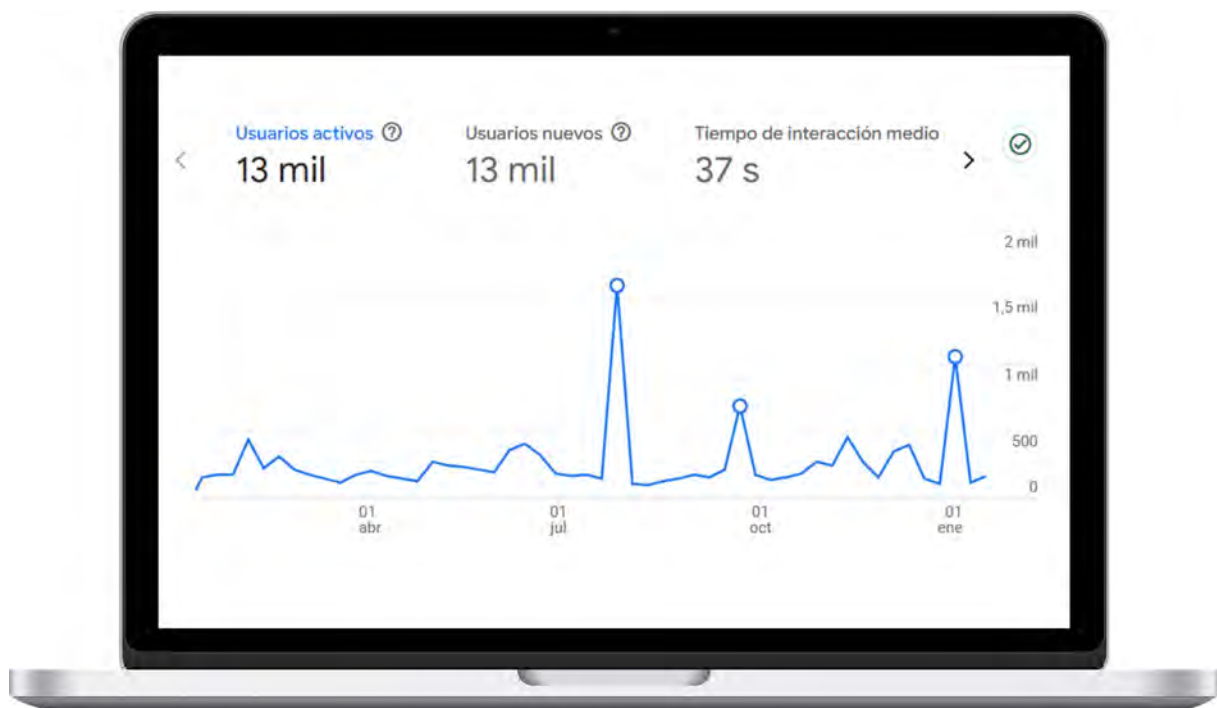 Usuarios activos ?
Usuarios nuevos ?
Tiempo de interacción medio
13 mil
13 mil
37 s
2 mil
1,5 mil
1 mil
500
0
01
abr
01
jul
01
oct
01
ene